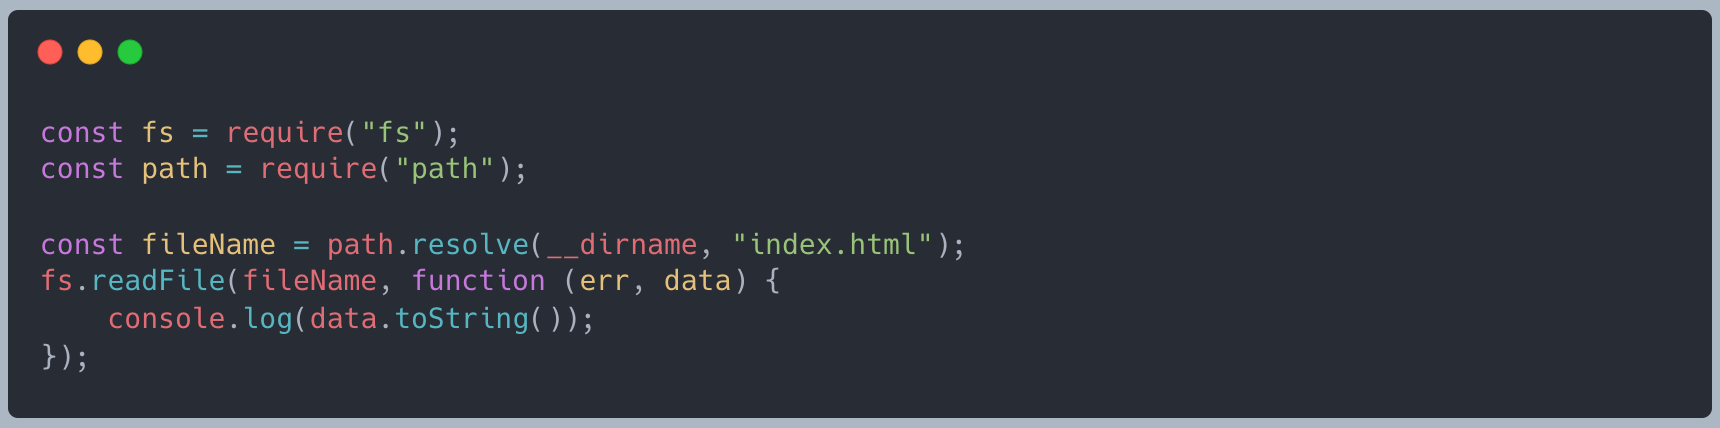 const fs = require("fs");
const path = require("path");

const fileName = path.resolve(__dirname, "index.html");
fs.readFile(fileName, function (err, data) {
    console.log(data.toString());
});